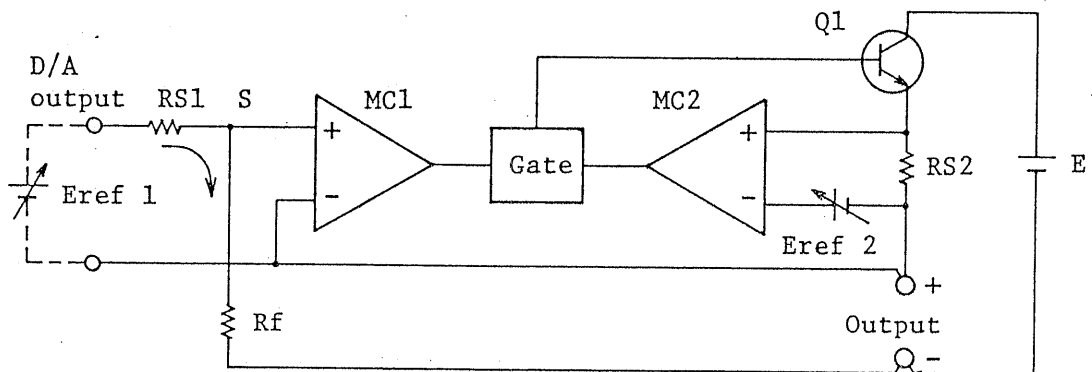 Q1
D/A
output
RS1
S
MC1
MC2
+
-
+
-
Gate
RS2
E
Eref 1
Eref 2
+
Rf
Output
-